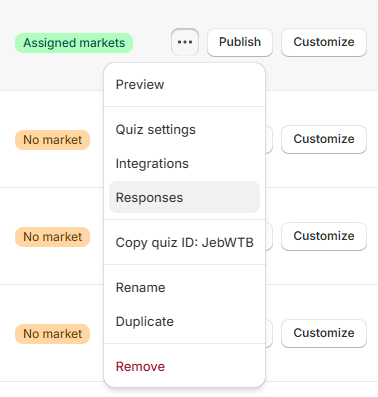 Assigned markets ... Publish Customize
Preview
Quiz settings
No market Customize
Integrations
Responses
Copy quiz ID: JebWTB
No market Customize
Rename
Duplicate
No market Customize
Remove